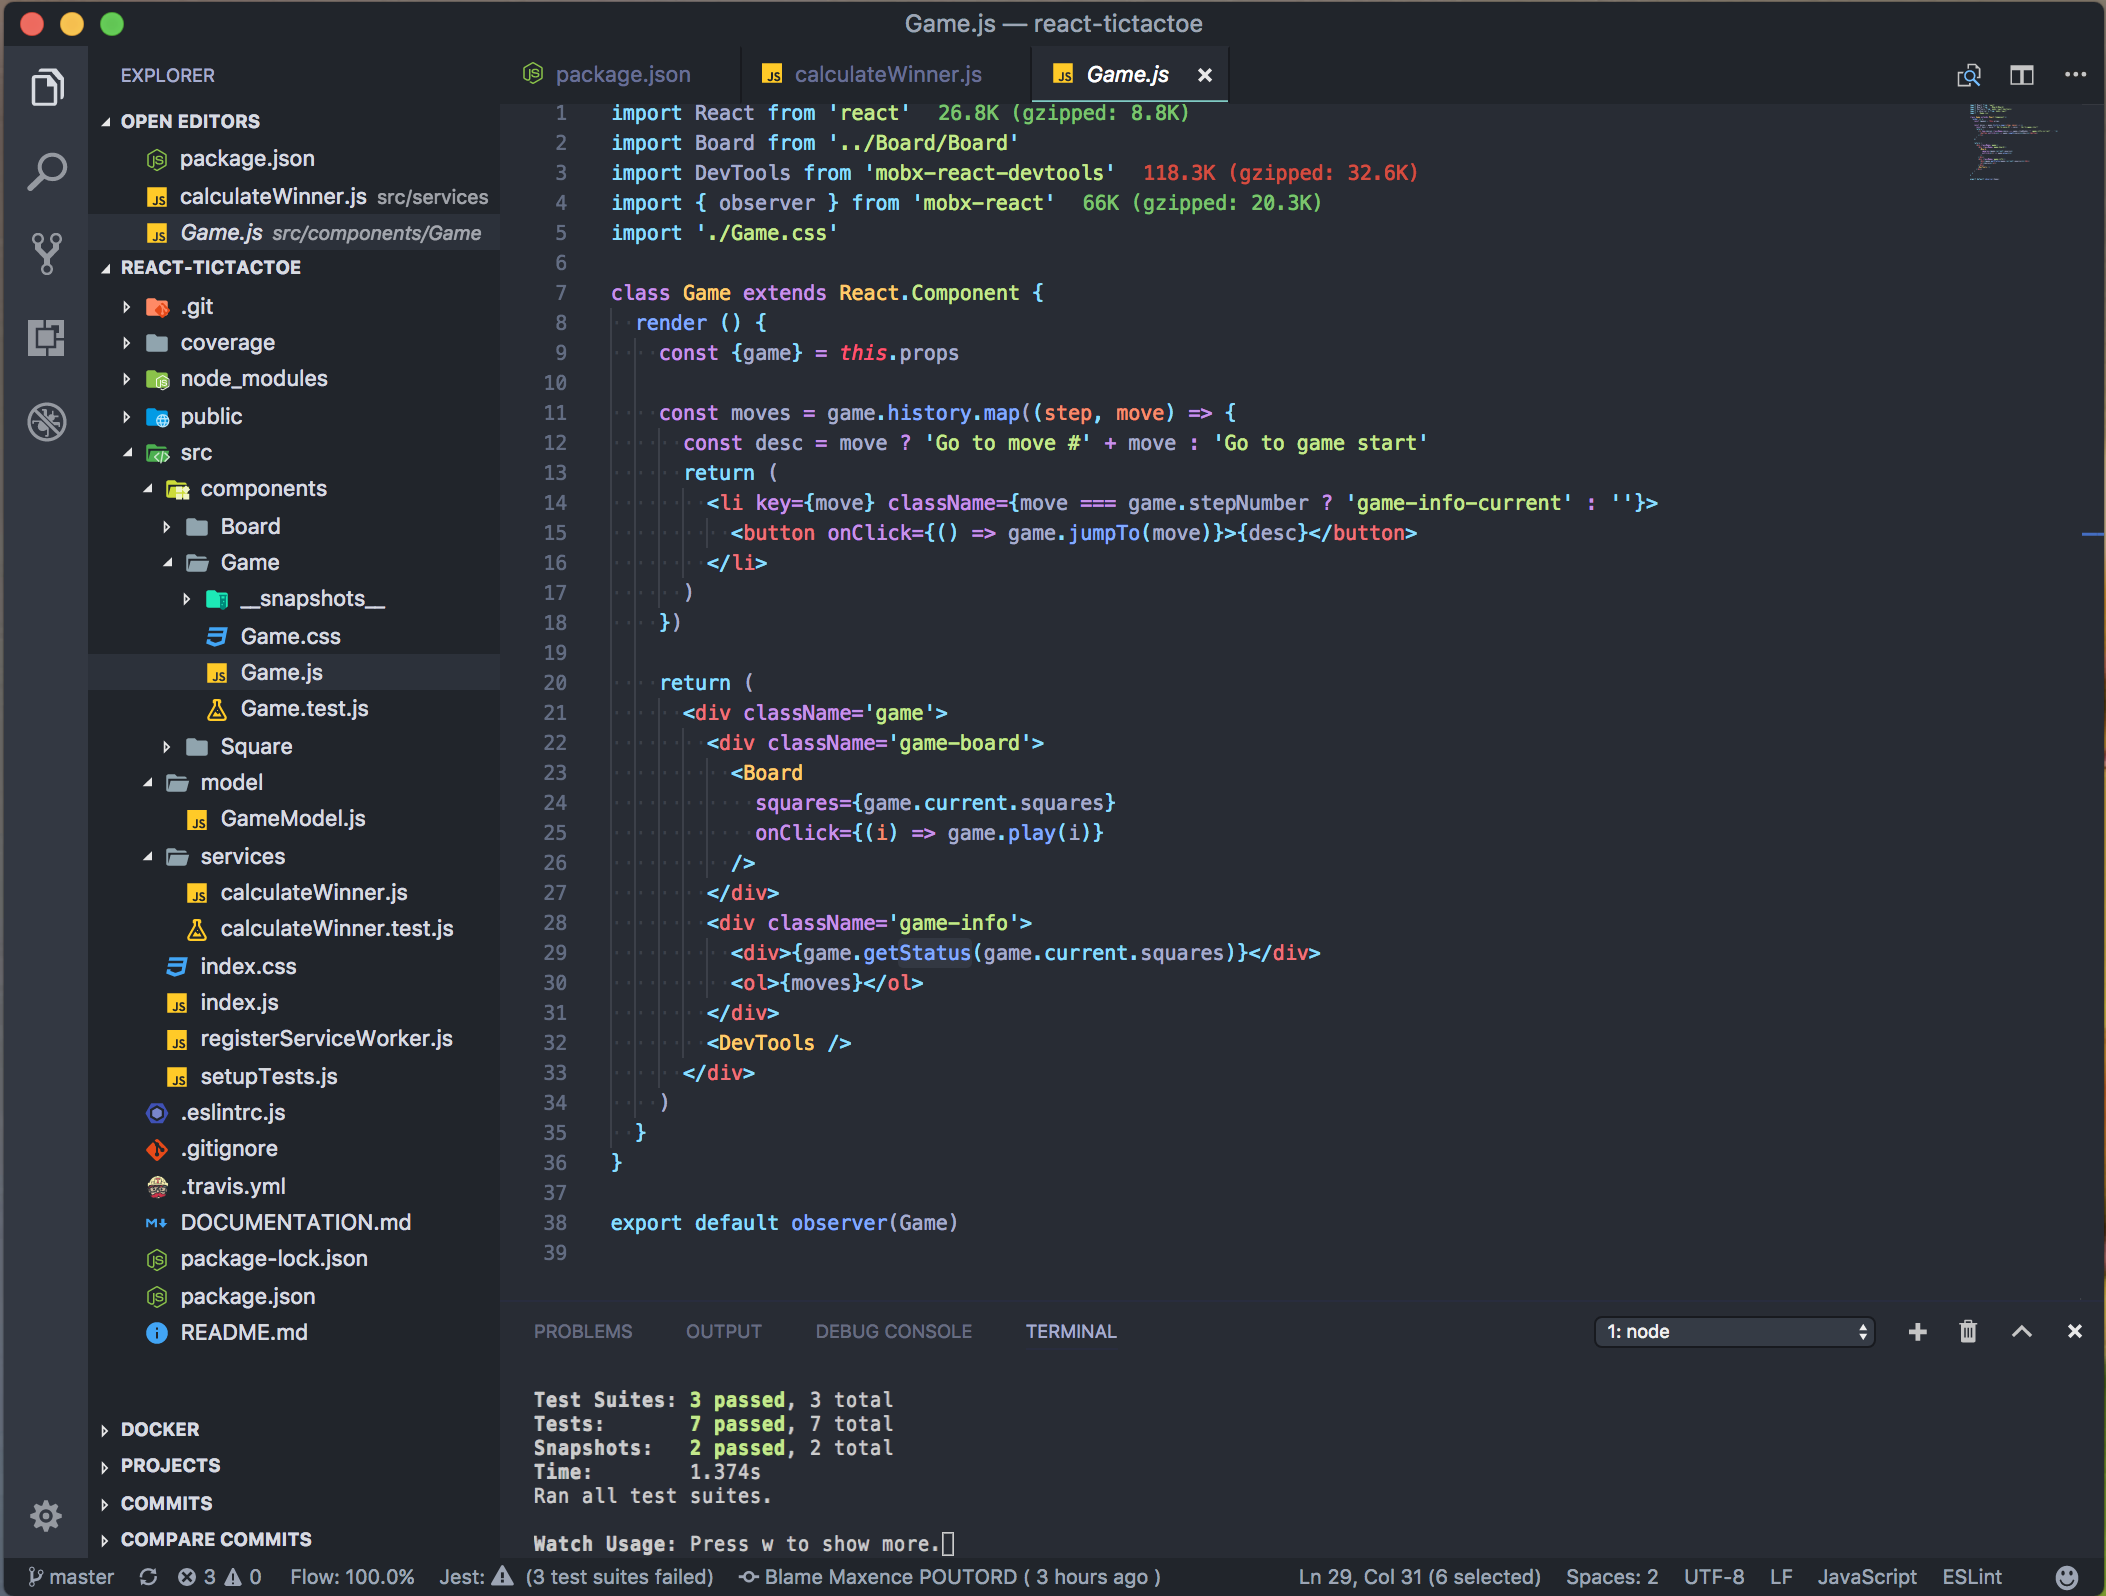 Game.js — react-tictactoe
EXPLORER
OPEN EDITORS
package.json
calculateWinner.js src/services
Game.js src/components/Game
REACT-TICTACTOE
.git
coverage
node_modules
public
src
components
Board
Game
__snapshots__
Game.css
Game.js
Game.test.js
Square
model
GameModel.js
services
calculateWinner.js
calculateWinner.test.js
index.css
index.js
registerServiceWorker.js
setupTests.js
.eslintrc.js
.gitignore
.travis.yml
DOCUMENTATION.md
package-lock.json
package.json
README.md
DOCKER
PROJECTS
COMMITS
COMPARE COMMITS
package.json calculateWinner.js Game.js
1 import React from 'react' 26.8K (gzipped: 8.8K)
2 import Board from '../Board/Board'
3 import DevTools from 'mobx-react-devtools' 118.3K (gzipped: 32.6K)
4 import { observer } from 'mobx-react' 66K (gzipped: 20.3K)
5 import './Game.css'
6
7 class Game extends React.Component {
8 render () {
9 const {game} = this.props
10
11 const moves = game.history.map((step, move) => {
12 const desc = move ? 'Go to move #' + move : 'Go to game start'
13 return (
14 <li key={move} className={move === game.stepNumber ? 'game-info-current' : ''}>
15 <button onClick={() => game.jumpTo(move)}>{desc}</button>
16 </li>
17 )
18 })
19
20 return (
21 <div className='game'>
22 <div className='game-board'>
23 <Board
24 squares={game.current.squares}
25 onClick={(i) => game.play(i)}
26 />
27 </div>
28 <div className='game-info'>
29 <div>{game.getStatus(game.current.squares)}</div>
30 <ol>{moves}</ol>
31 </div>
32 <DevTools />
33 </div>
34 )
35 }
36 }
37
38 export default observer(Game)
39
PROBLEMS OUTPUT DEBUG CONSOLE TERMINAL 1: node
Test Suites: 3 passed, 3 total
Tests: 7 passed, 7 total
Snapshots: 2 passed, 2 total
Time: 1.374s
Ran all test suites.
Watch Usage: Press w to show more.
master 3 0 Flow: 100.0% Jest: (3 test suites failed) Blame Maxence POUTORD ( 3 hours ago ) Ln 29, Col 31 (6 selected) Spaces: 2 UTF-8 LF JavaScript ESLint